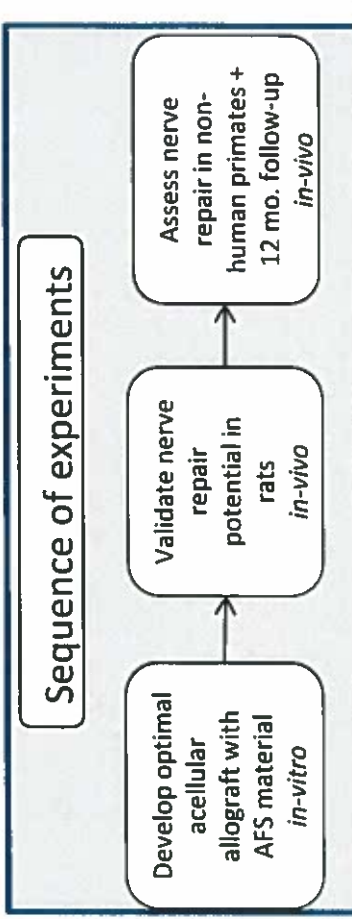 Sequence of experiments
Develop optimal
acellular
allograft with
AFS material
in-vitro
Validate nerve
repair
potential in
rats
in-vivo
Assess nerve
repair in non-
human primates +
12 mo. follow-up
in-vivo